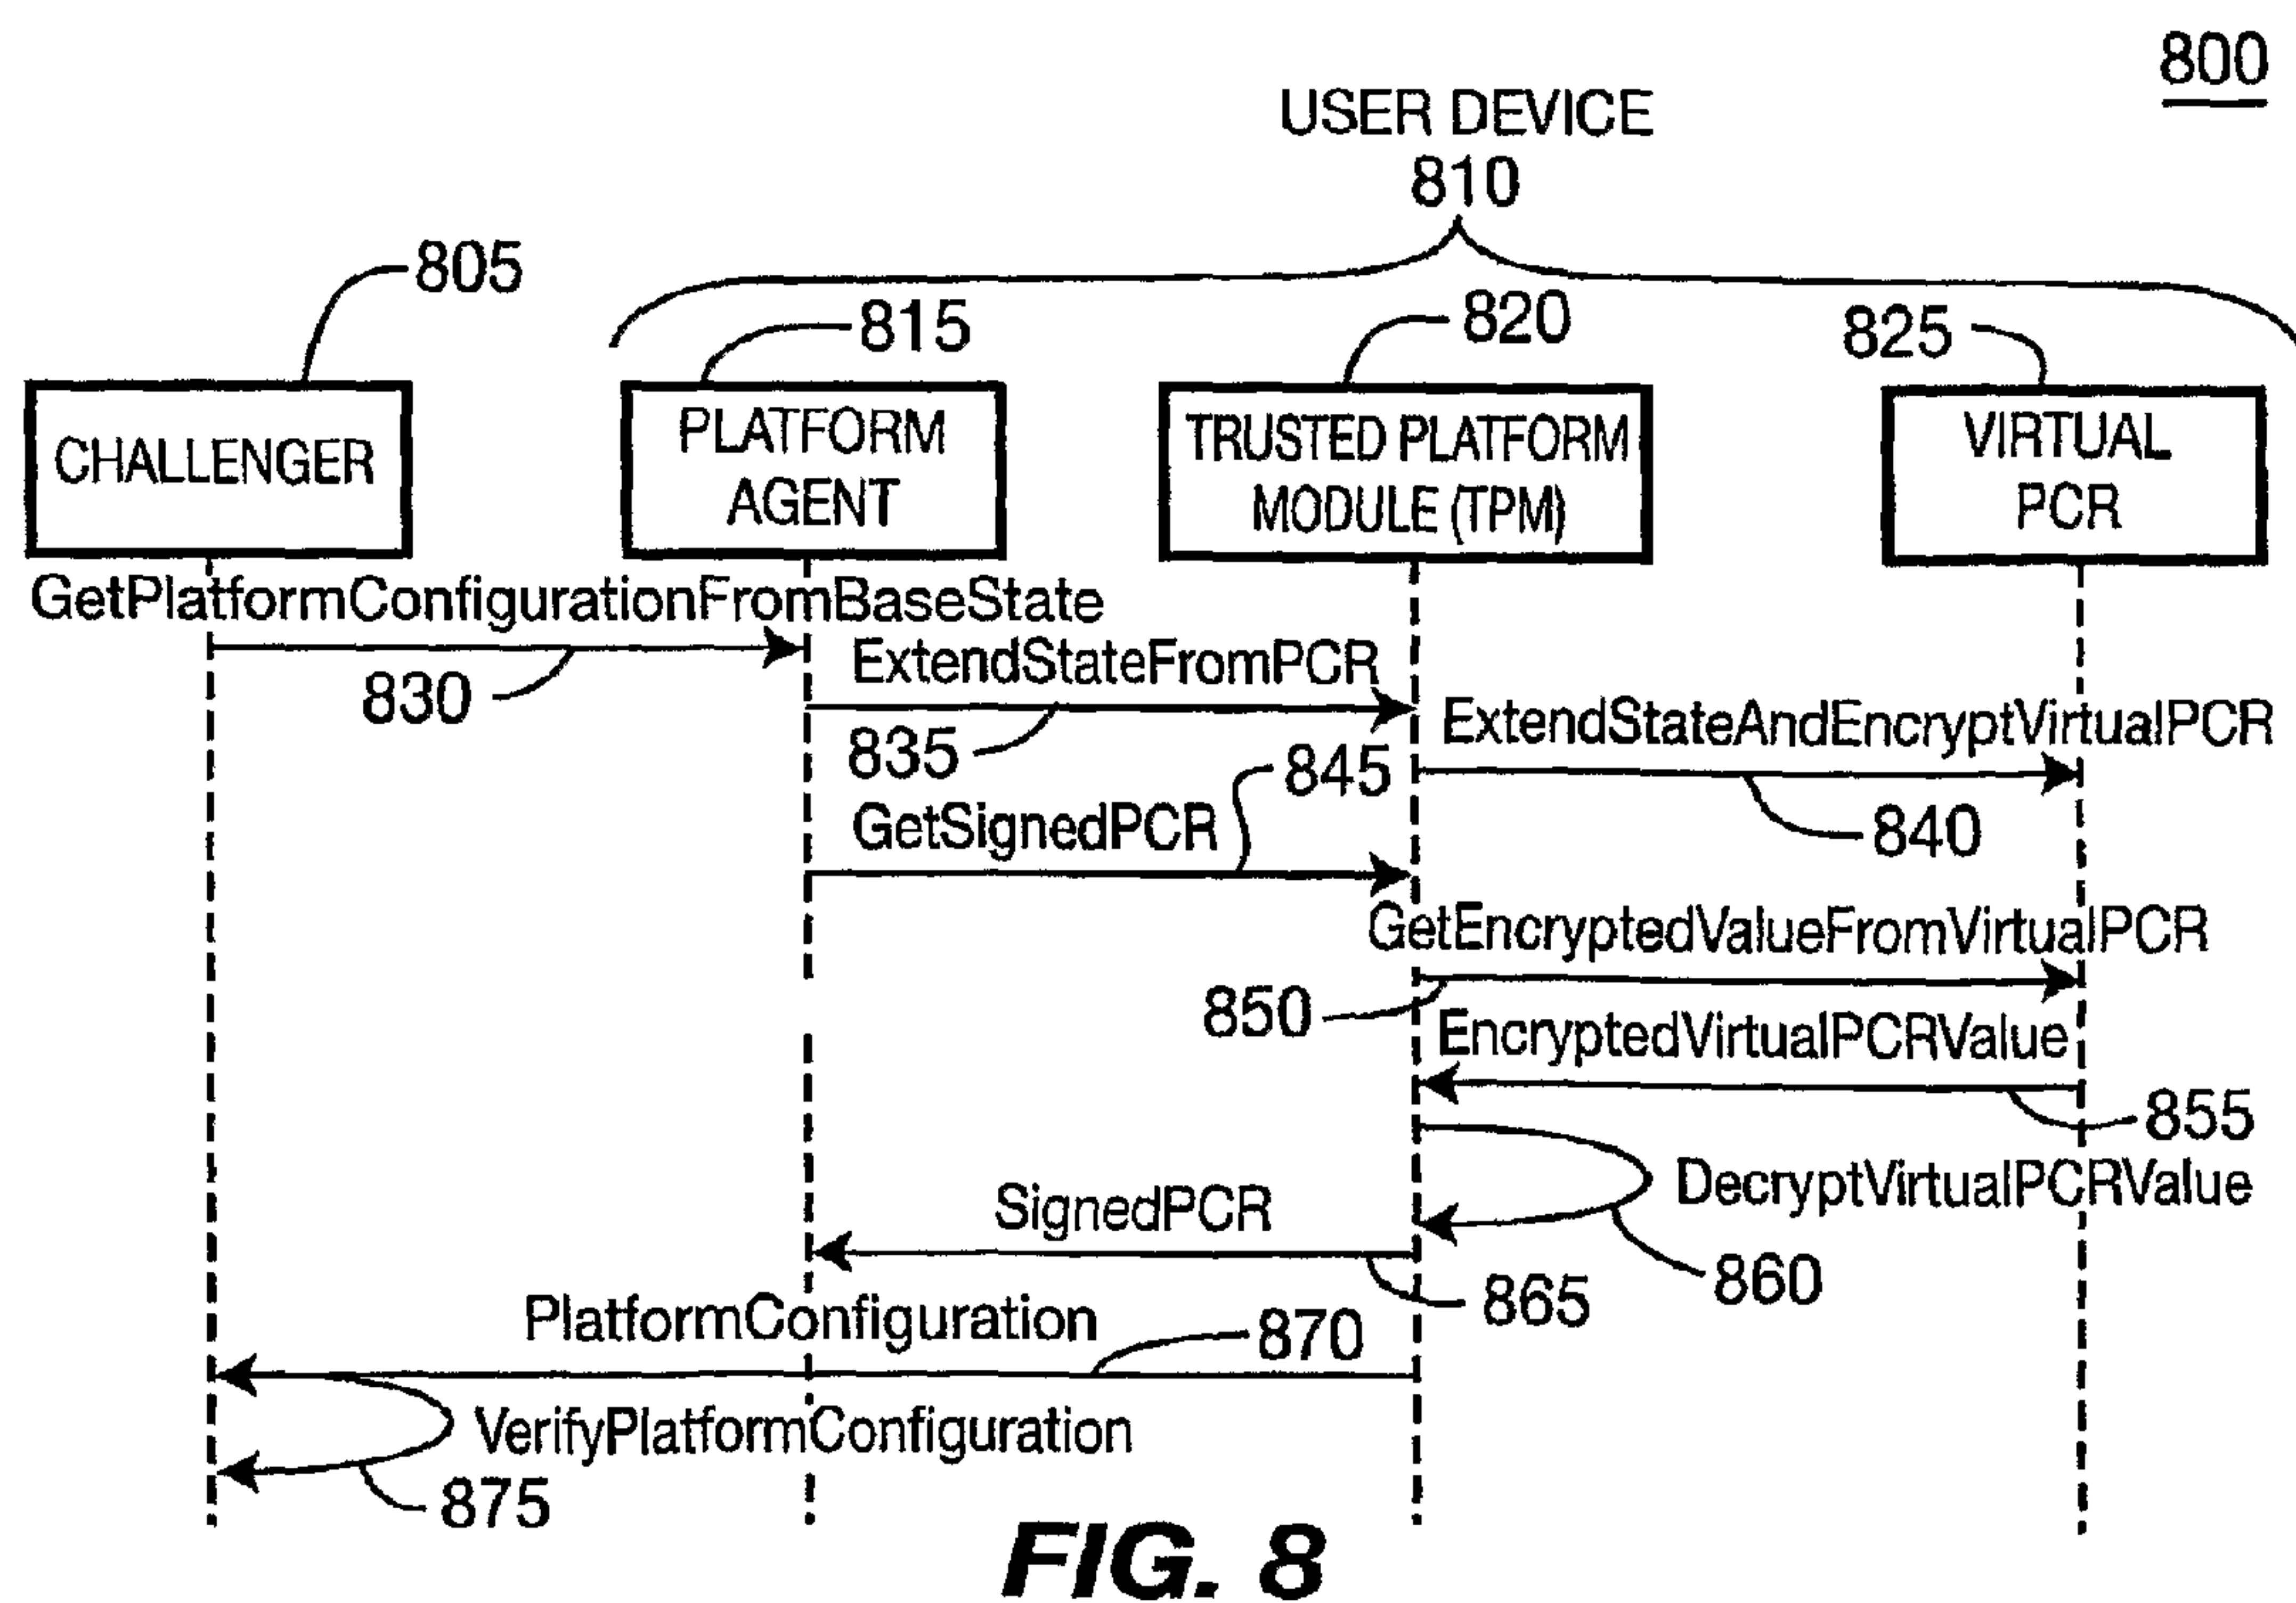 800
USER DEVICE
810
805
815
820
825
CHALLENGER
PLATFORM
AGENT
TRUSTED PLATFORM
MODULE (TPM)
VIRTUAL
PCR
GetPlatformConfigurationFromBaseState
830
ExtendStateFromPCR
835
ExtendStateAndEncryptVirtualPCR
840
845
GetSignedPCR
GetEncryptedValueFromVirtualPCR
850
EncryptedVirtualPCRValue
855
DecryptVirtualPCRValue
860
SignedPCR
865
PlatformConfiguration
870
VerifyPlatformConfiguration
875
FIG. 8